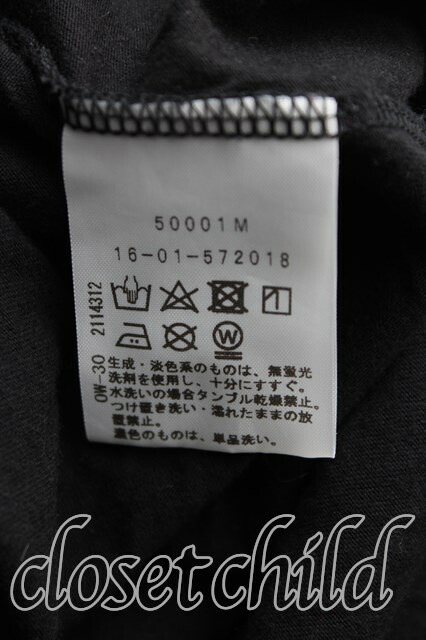 50001M
16-01-572018
W
OW-30 2114312
生成・淡色系のものは、無蛍光
洗剤を使用し、十分にすすぐ。
水洗いの場合タンブル乾燥禁止。
つけ置き洗い・濡れたままの放
置禁止。
濃色のものは、単品洗い。
closet child